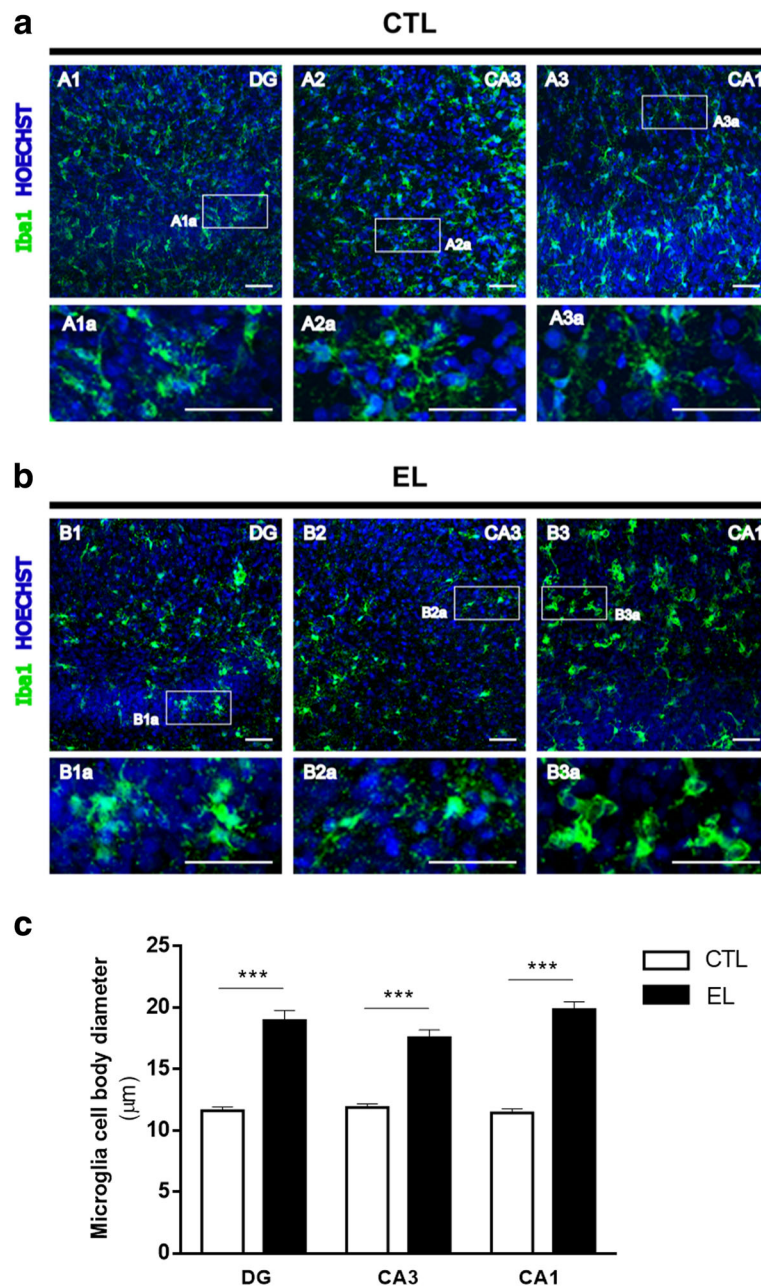 a
CTL
Iba1 HOECHST
A1 DG
A1a
A2 CA3
A2a
A3 CA1
A3a
A1a
A2a
A3a
b
EL
Iba1 HOECHST
B1 DG
B1a
B2 CA3
B2a
B3 CA1
B3a
B1a
B2a
B3a
c
Microglia cell body diameter
(μm)
25
20
15
10
5
0
***
***
***
CTL
EL
DG CA3 CA1